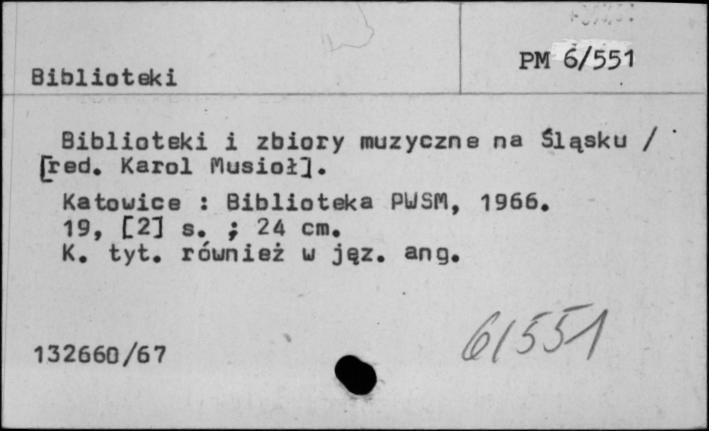 PM 6/551
Biblioteki
Biblioteki i zbiory muzyczne na Śląsku /
[red. Karol Musioł].
Katowice : Biblioteka PWSM, 1966.
19, [2] s. ; 24 cm.
K. tyt. również w jęz. ang.
6/551
132660/67